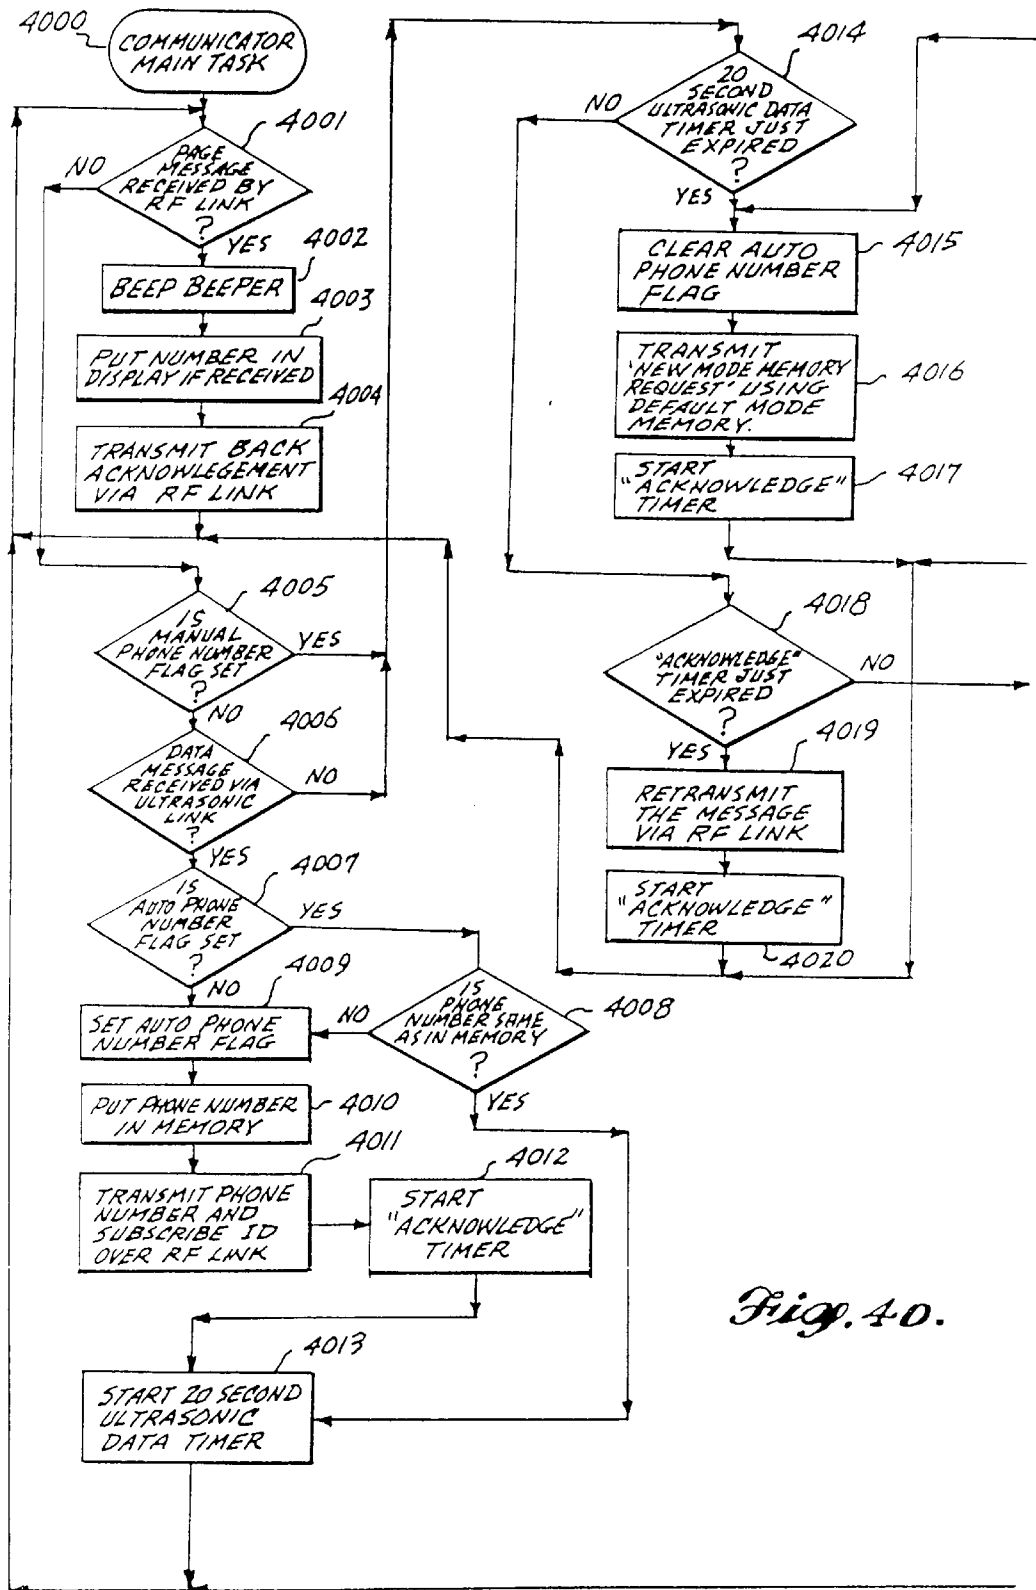 4000
COMMUNICATOR
MAIN TASK
4001
PAGE
MESSAGE
RECEIVED BY
RF LINK
?
NO
YES
4002
BEEP BEEPER
4003
PUT NUMBER IN
DISPLAY IF RECEIVED
4004
TRANSMIT BACK
ACKNOWLEGEMENT
VIA RF LINK
4005
IS
MANUAL
PHONE NUMBER
FLAG SET
?
YES
NO
4006
DATA
MESSAGE
RECEIVED VIA
ULTRASONIC
LINK
?
NO
YES
4007
IS
AUTO PHONE
NUMBER
FLAG SET
?
YES
NO
4008
IS
PHONE
NUMBER SAME
AS IN MEMORY
?
NO
YES
4009
SET AUTO PHONE
NUMBER FLAG
4010
PUT PHONE NUMBER
IN MEMORY
4011
TRANSMIT PHONE
NUMBER AND
SUBSCRIBE ID
OVER RF LINK
4012
START
"ACKNOWLEDGE"
TIMER
4013
START 20 SECOND
ULTRASONIC
DATA TIMER
4014
20
SECOND
ULTRASONIC DATA
TIMER JUST
EXPIRED
?
NO
YES
4015
CLEAR AUTO
PHONE NUMBER
FLAG
4016
TRANSMIT
'NEW MODE MEMORY
REQUEST' USING
DEFAULT MODE
MEMORY.
4017
START
"ACKNOWLEDGE"
TIMER
4018
"ACKNOWLEDGE"
TIMER JUST
EXPIRED
?
NO
YES
4019
RETRANSMIT
THE MESSAGE
VIA RF LINK
START
"ACKNOWLEDGE"
TIMER
4020
Fig. 40.